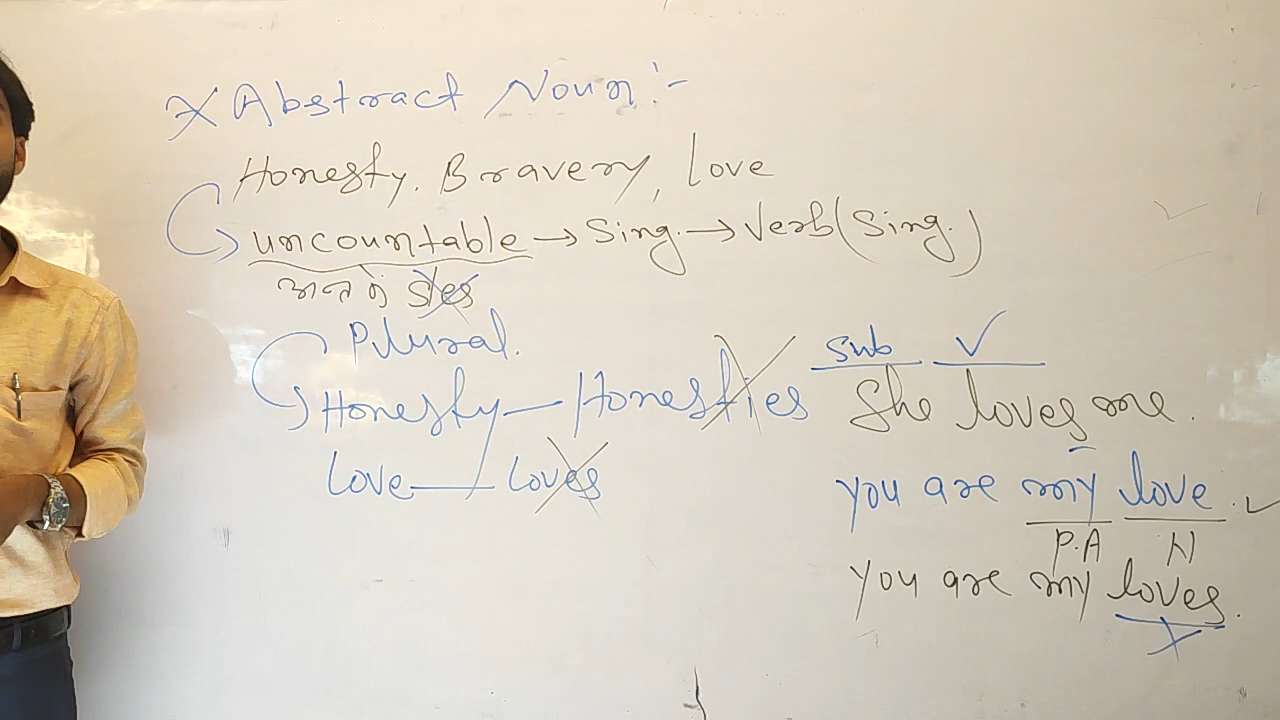 X Abstract Noun :-
Honesty, Bravery, love
uncountable → Sing. → Verb (Sing.)
अन्त में s/es
Plural.
Honesty — Honesties
love — loves
Sub V
She loves me.
you are my love. ✓
P.A N
you are my loves.
X